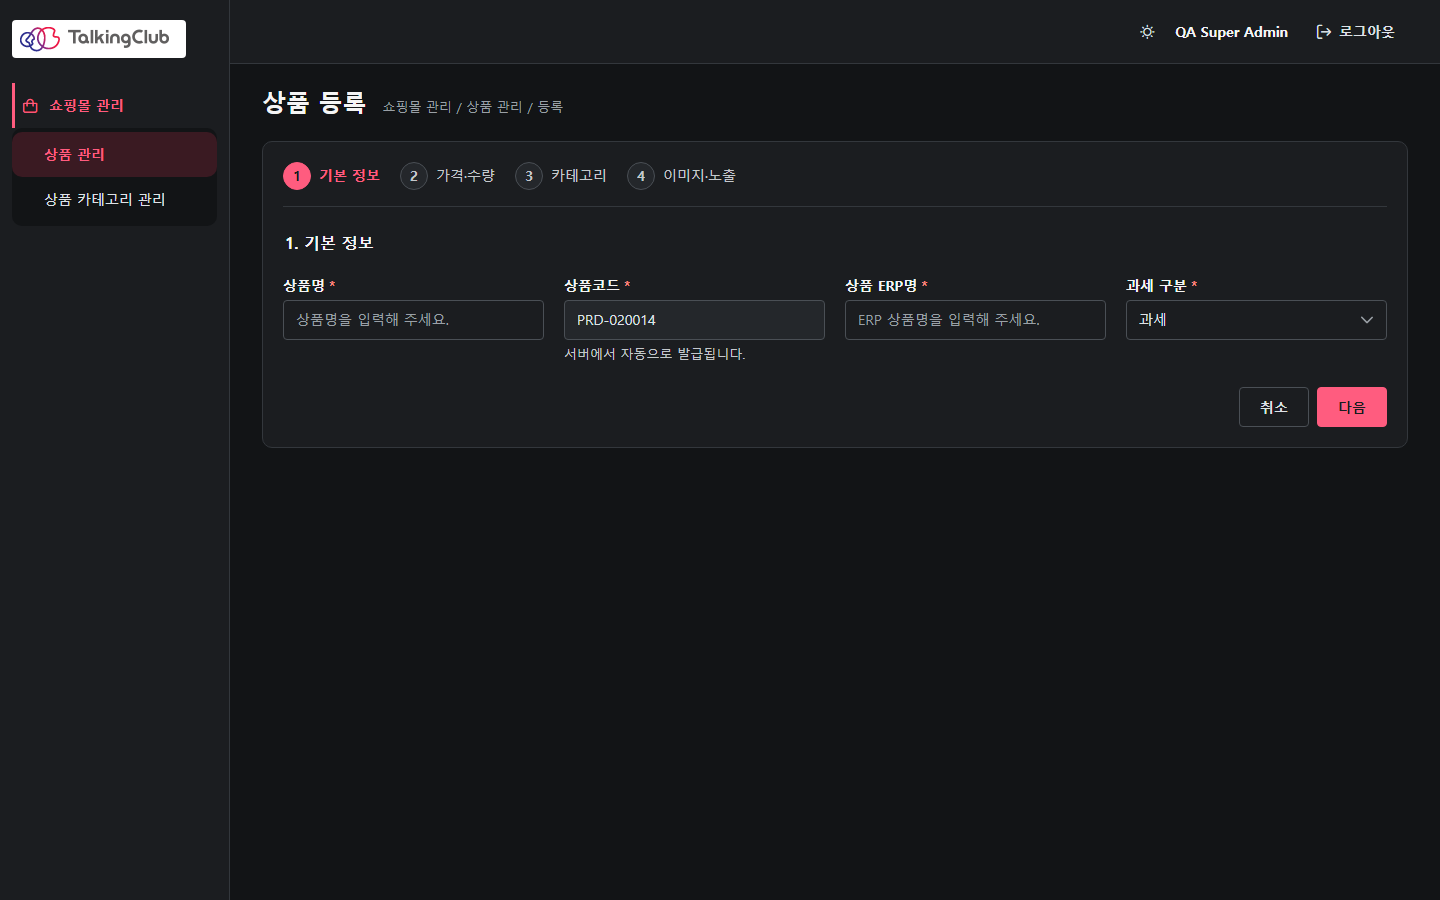 TalkingClub
QA Super Admin
로그아웃
쇼핑몰 관리
상품 관리
상품 카테고리 관리
상품 등록
쇼핑몰 관리 / 상품 관리 / 등록
1 기본 정보
2 가격·수량
3 카테고리
4 이미지·노출
1. 기본 정보
상품명 *
상품명을 입력해 주세요.
상품코드 *
PRD-020014
서버에서 자동으로 발급됩니다.
상품 ERP명 *
ERP 상품명을 입력해 주세요.
과세 구분 *
과세
취소
다음